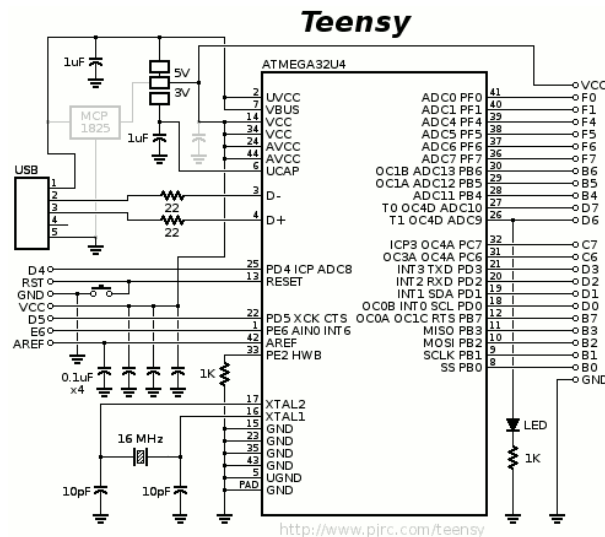 Teensy
ATMEGA32U4
1uF
5V
3V
MCP
1825
1uF
USB
1
2
3
4
5
22
22
2 UVCC
7 VBUS
14 VCC
34 VCC
24 AVCC
44 AVCC
6 UCAP
3 D-
4 D+
D4 25 PD4 ICP ADC8
RST 13 RESET
GND
VCC
D5 22 PD5 XCK CTS
E6 1 PE6 AIN0 INT6
AREF 42 AREF
33 PE2 HWB
0.1uF
x4
1K
17 XTAL2
16 XTAL1
15 GND
23 GND
35 GND
43 GND
5 UGND
PAD GND
16 MHz
10pF
10pF
VCC
ADC0 PF0 41 F0
ADC1 PF1 40 F1
ADC4 PF4 39 F4
ADC5 PF5 38 F5
ADC6 PF6 37 F6
ADC7 PF7 36 F7
OC1B ADC13 PB6 30 B6
OC1A ADC12 PB5 29 B5
ADC11 PB4 28 B4
T0 OC4D ADC10 27 D7
T1 OC4D ADC9 26 D6
ICP3 OC4A PC7 32 C7
OC3A OC4A PC6 31 C6
INT3 TXD PD3 21 D3
INT2 RXD PD2 20 D2
INT1 SDA PD1 19 D1
OC0B INT0 SCL PD0 18 D0
OC0A OC1C RTS PB7 12 B7
MISO PB3 11 B3
MOSI PB2 10 B2
SCLK PB1 9 B1
SS PB0 8 B0
GND
LED
1K
http://www.pjrc.com/teensy